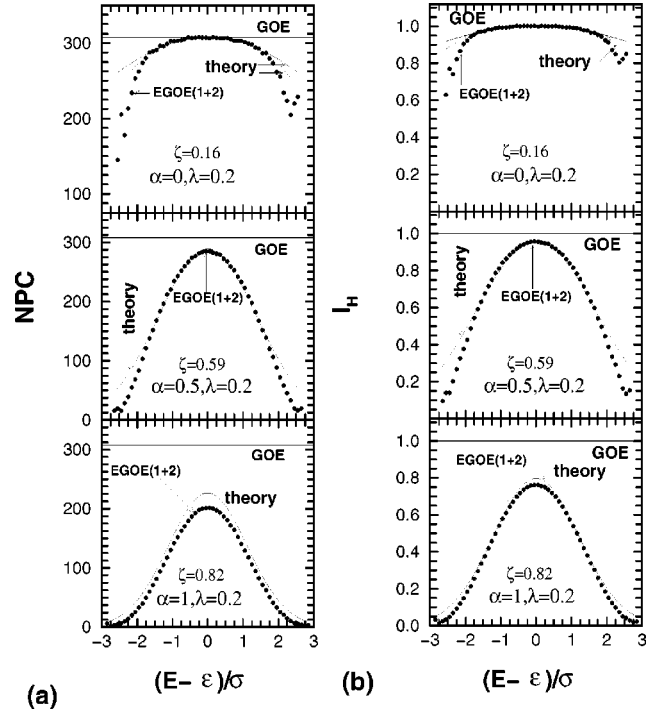 GOE
300
theory
EGOE(1+2)
200
ζ=0.16
α=0,λ=0.2
100
300
GOE
EGOE(1+2)
200
theory
100
ζ=0.59
α=0.5,λ=0.2
0
300
GOE
EGOE(1+2)
theory
200
100
ζ=0.82
α=1,λ=0.2
0
−3 −2 −1 0 1 2 3
NPC
(E− ε)/σ
(a)
GOE
1.0
theory
0.8
EGOE(1+2)
0.6
ζ=0.16
0.4
α=0,λ=0.2
0.2
1.0
GOE
0.8
theory
EGOE(1+2)
0.6
0.4
ζ=0.59
α=0.5,λ=0.2
0.2
1.0
GOE
EGOE(1+2)
theory
0.8
0.6
0.4
ζ=0.82
α=1,λ=0.2
0.2
0.0
−3 −2 −1 0 1 2 3
I_H
(E− ε)/σ
(b)